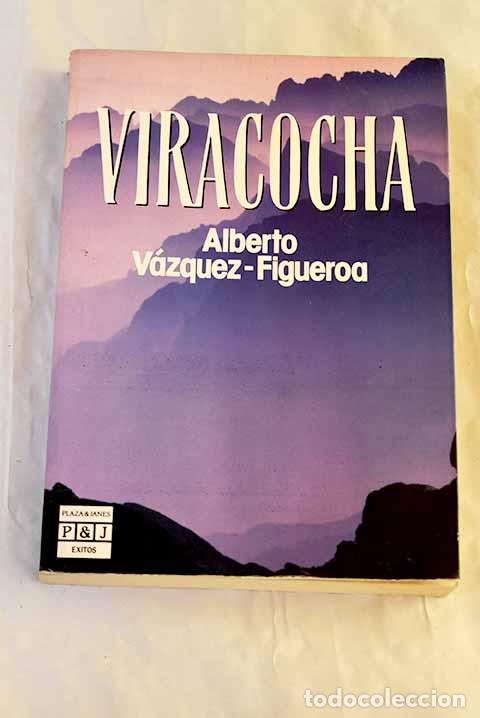 VIRACOCHA
Alberto
Vázquez-Figueroa
PLAZA & JANES
P & J
EXITOS
todocoleccion